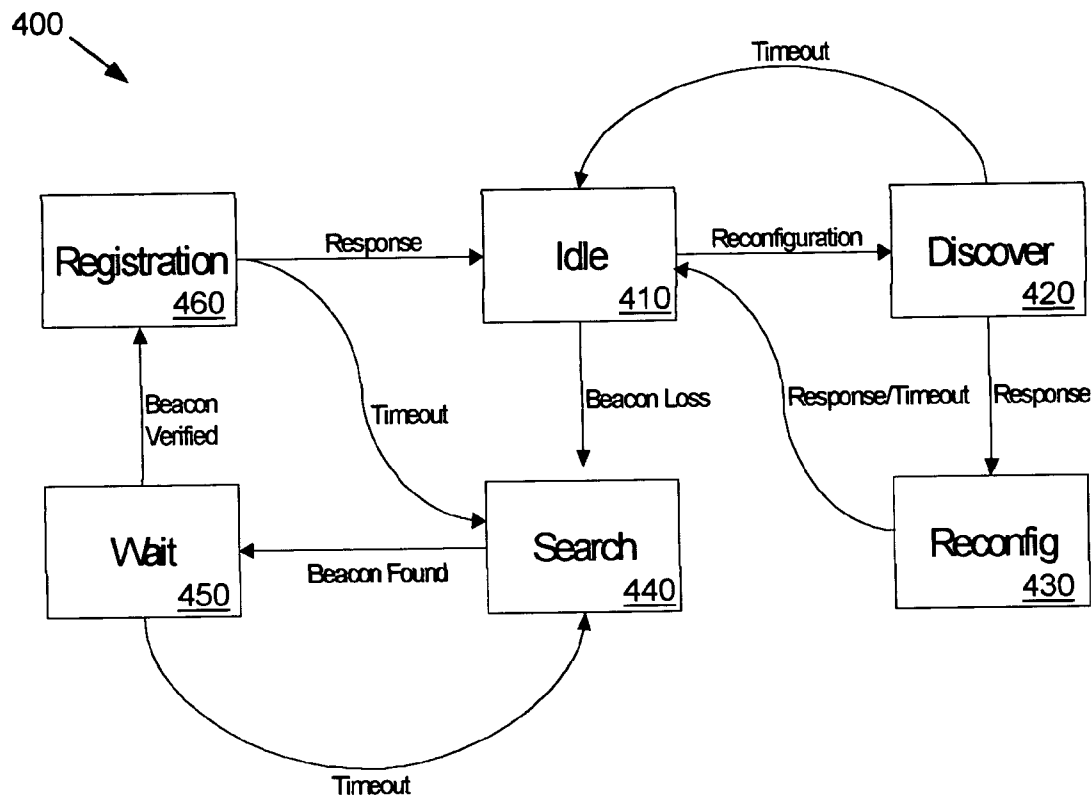 400
Timeout
Registration
460
Response
Idle
410
Reconfiguration
Discover
420
Beacon
Verified
Timeout
Beacon Loss
Response/Timeout
Response
Wait
450
Beacon Found
Search
440
Reconfig
430
Timeout